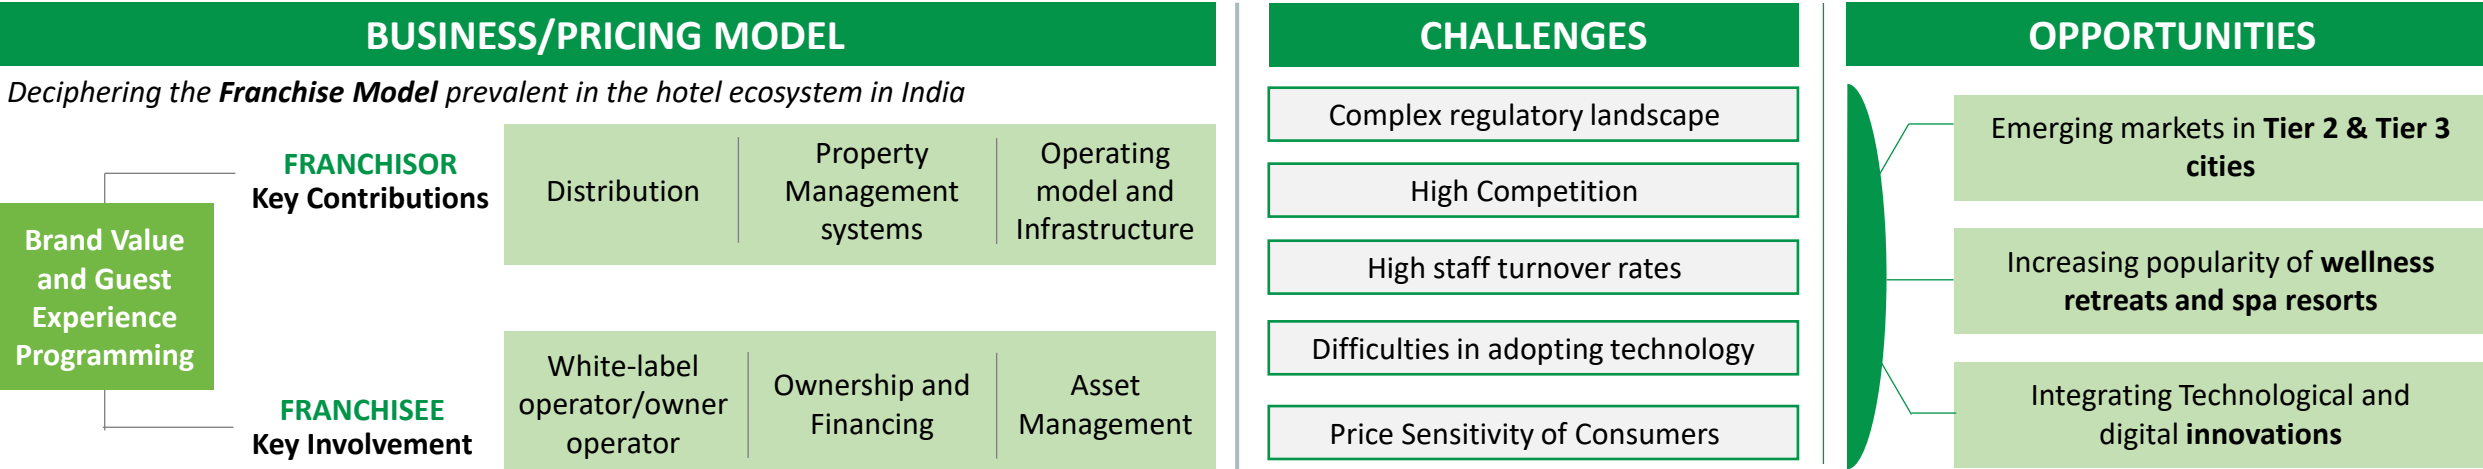 BUSINESS/PRICING MODEL
Deciphering the Franchise Model prevalent in the hotel ecosystem in India
Brand Value
and Guest
Experience
Programming
FRANCHISOR
Key Contributions
Distribution
Property
Management
systems
Operating
model and
Infrastructure
FRANCHISEE
Key Involvement
White-label
operator/owner
operator
Ownership and
Financing
Asset
Management
CHALLENGES
Complex regulatory landscape
High Competition
High staff turnover rates
Difficulties in adopting technology
Price Sensitivity of Consumers
OPPORTUNITIES
Emerging markets in Tier 2 & Tier 3
cities
Increasing popularity of wellness
retreats and spa resorts
Integrating Technological and
digital innovations